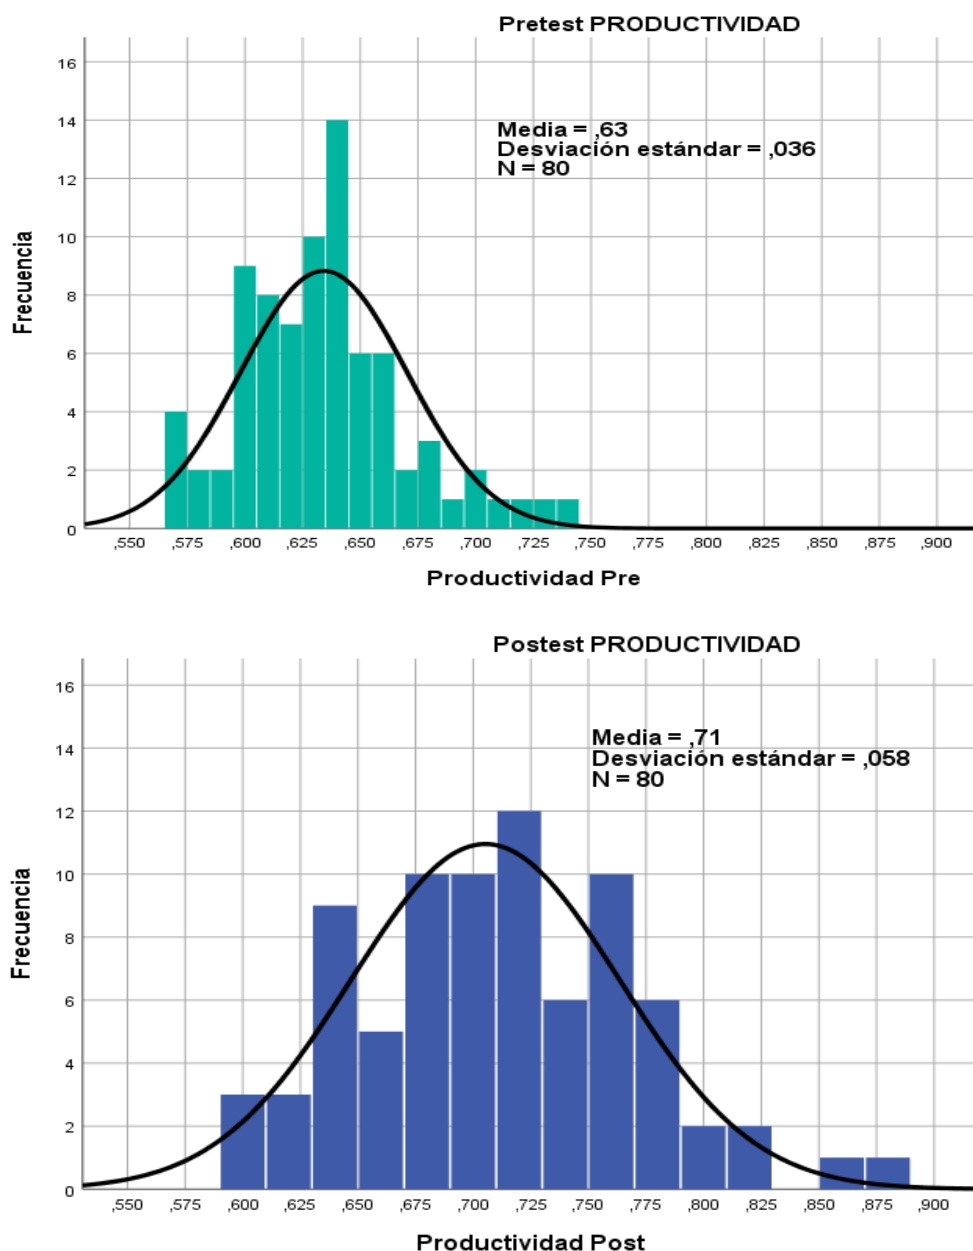 Pretest PRODUCTIVIDAD
16
14
12
10
8
6
4
2
0
Frecuencia
Media = ,63
Desviación estándar = ,036
N = 80
,550 ,575 ,600 ,625 ,650 ,675 ,700 ,725 ,750 ,775 ,800 ,825 ,850 ,875 ,900
Productividad Pre
Postest PRODUCTIVIDAD
16
14
12
10
8
6
4
2
0
Frecuencia
Media = ,71
Desviación estándar = ,058
N = 80
,550 ,575 ,600 ,625 ,650 ,675 ,700 ,725 ,750 ,775 ,800 ,825 ,850 ,875 ,900
Productividad Post